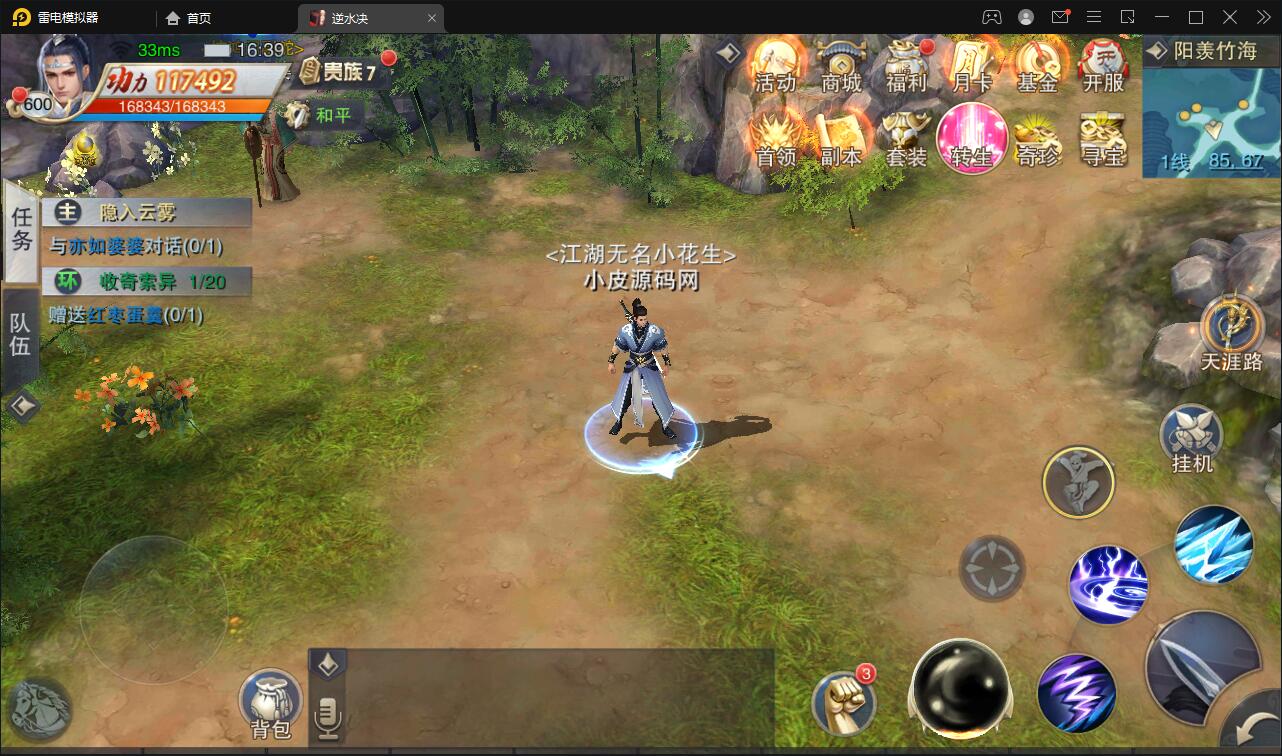 雷电模拟器
首页
逆水决
33ms
16:39
功力 117492
168343/168343
600
贵族 7
和平
活动
商城
福利
月卡
基金
开服
首领
副本
套装
转生
奇珍
寻宝
阳羡竹海
1线 85, 67
任务
主 隐入云雾
与亦如婆婆对话(0/1)
环 收奇索异 1/20
赠送红枣蛋羹(0/1)
队伍
<江湖无名小花生>
小皮源码网
天涯路
挂机
背包
3